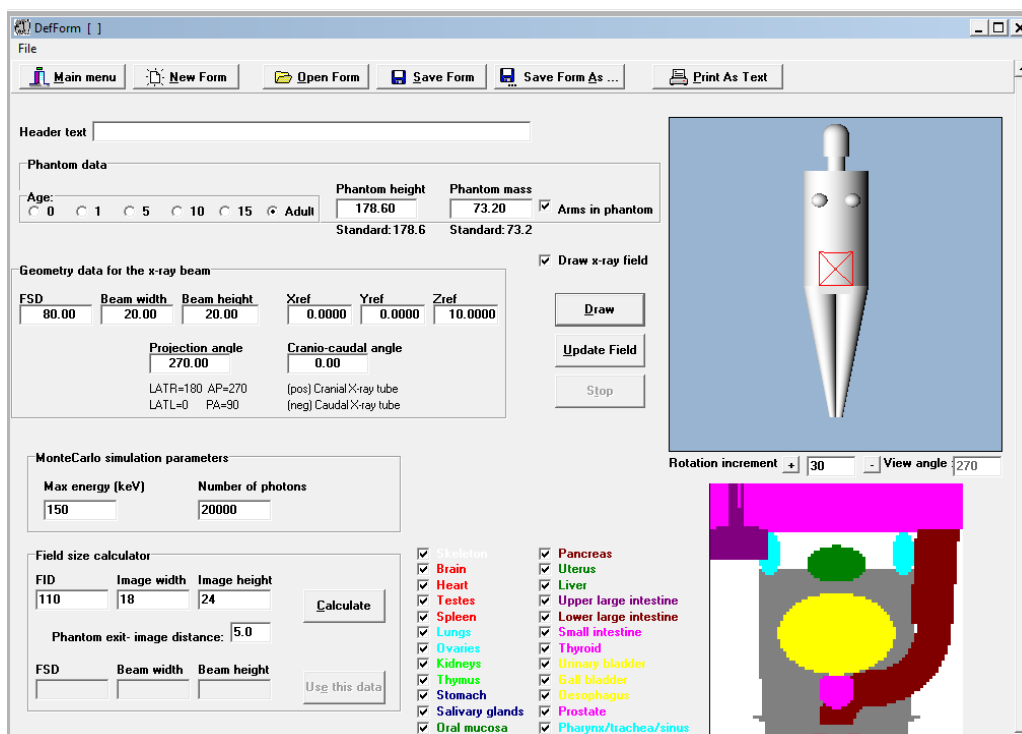 DefForm [ ]
File
Main menu New Form Open Form Save Form Save Form As ... Print As Text
Header text
Phantom data
Age:
0 1 5 10 15 Adult
Phantom height Phantom mass
178.60 73.20 Arms in phantom
Standard: 178.6 Standard: 73.2
Draw x-ray field
Geometry data for the x-ray beam
FSD Beam width Beam height Xref Yref Zref
80.00 20.00 20.00 0.0000 0.0000 10.0000
Draw
Projection angle Cranio-caudal angle
270.00 0.00
Update Field
LATR=180 AP=270 (pos) Cranial X-ray tube
LATL=0 PA=90 (neg) Caudal X-ray tube
Stop
Rotation increment + 30 - View angle : 270
MonteCarlo simulation parameters
Max energy (keV) Number of photons
150 20000
Field size calculator
FID Image width Image height
110 18 24
Calculate
Phantom exit- image distance: 5.0
FSD Beam width Beam height
Use this data
Skeleton Pancreas
Brain Uterus
Heart Liver
Testes Upper large intestine
Spleen Lower large intestine
Lungs Small intestine
Ovaries Thyroid
Kidneys Urinary bladder
Thymus Gall bladder
Stomach Oesophagus
Salivary glands Prostate
Oral mucosa Pharynx/trachea/sinus